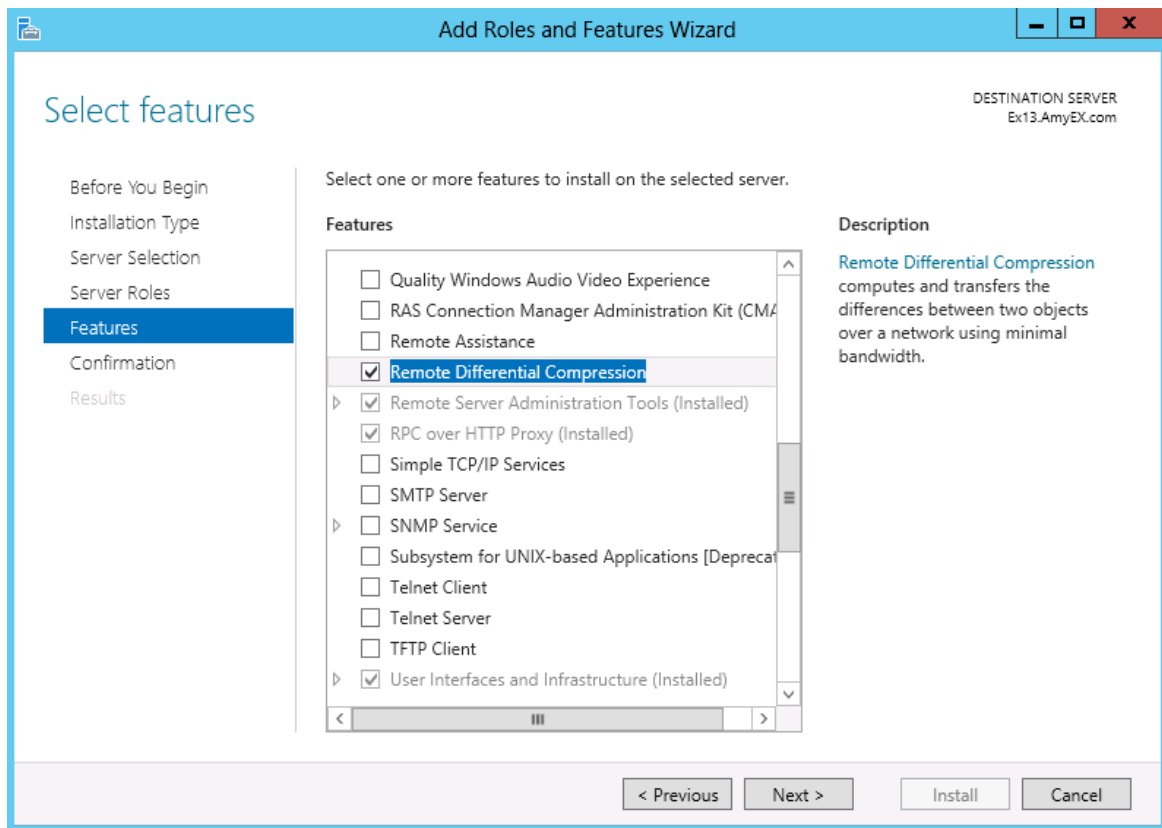 Add Roles and Features Wizard
Select features
DESTINATION SERVER
Ex13.AmyEX.com
Before You Begin
Installation Type
Server Selection
Server Roles
Features
Confirmation
Results
Select one or more features to install on the selected server.
Features
Quality Windows Audio Video Experience
RAS Connection Manager Administration Kit (CMA
Remote Assistance
Remote Differential Compression
Remote Server Administration Tools (Installed)
RPC over HTTP Proxy (Installed)
Simple TCP/IP Services
SMTP Server
SNMP Service
Subsystem for UNIX-based Applications [Deprecat
Telnet Client
Telnet Server
TFTP Client
User Interfaces and Infrastructure (Installed)
Description
Remote Differential Compression
computes and transfers the
differences between two objects
over a network using minimal
bandwidth.
< Previous
Next >
Install
Cancel